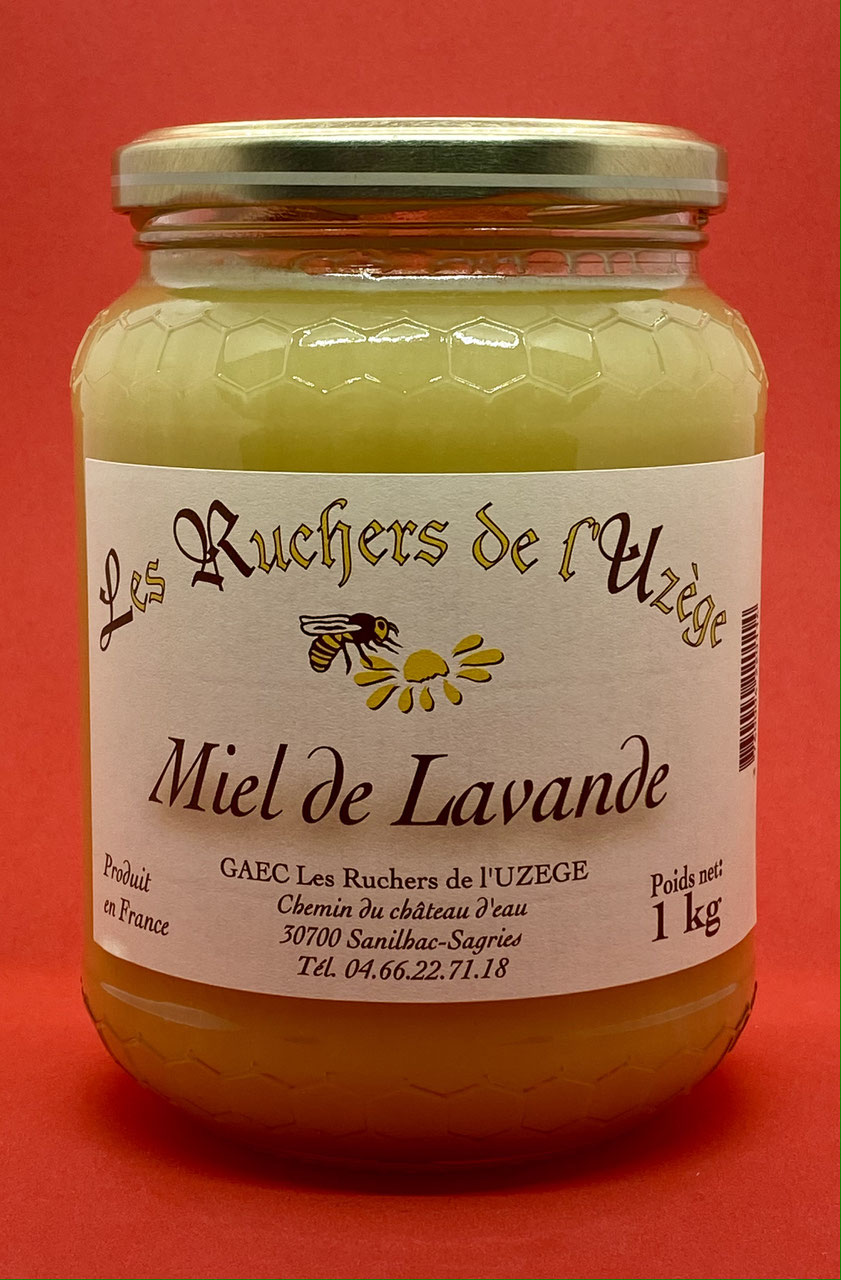 Les Ruchers de l'Uzège
Miel de Lavande
Produit
en France
GAEC Les Ruchers de l'UZEGE
Chemin du château d'eau
30700 Sanilhac-Sagries
Tél. 04.66.22.71.18
Poids net:
1 kg